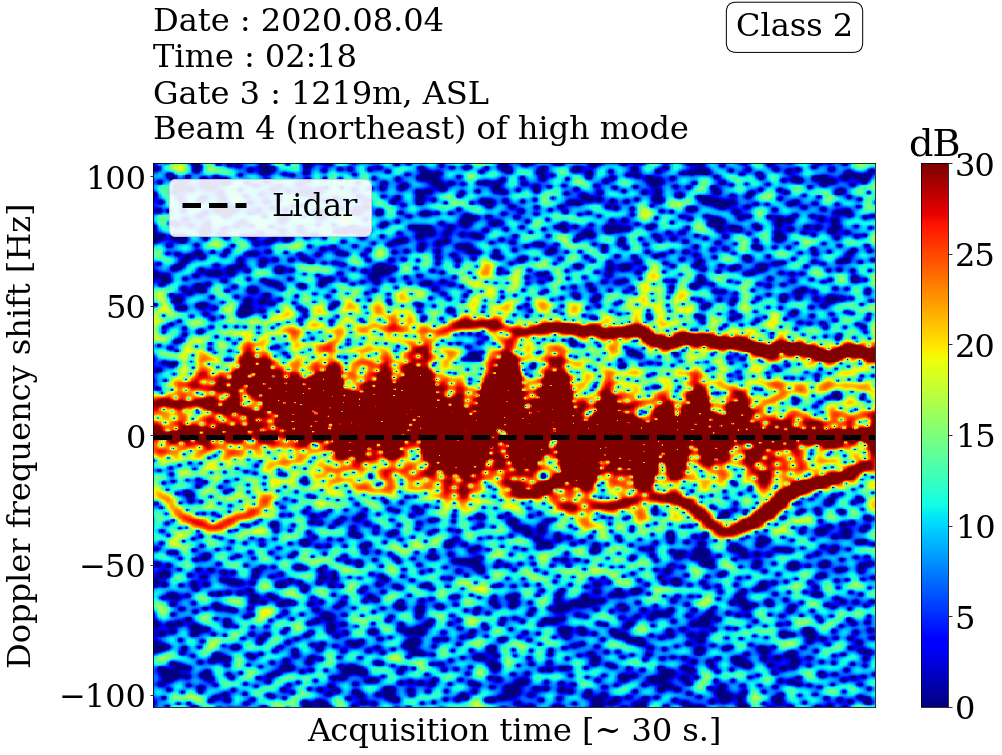 Date : 2020.08.04
Time : 02:18
Gate 3 : 1219m, ASL
Beam 4 (northeast) of high mode
Class 2
dB
Lidar
Doppler frequency shift [Hz]
100
50
0
−50
−100
Acquisition time [~ 30 s.]
30
25
20
15
10
5
0